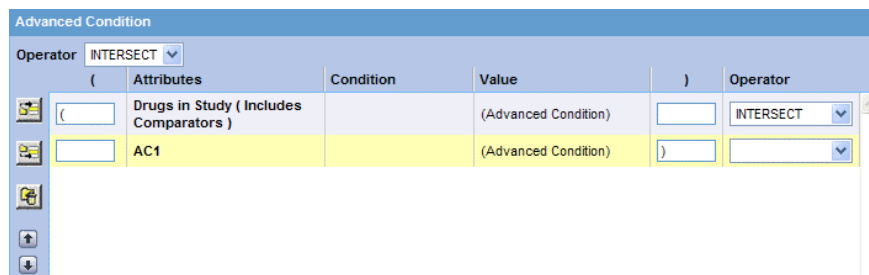 Advanced Condition
Operator INTERSECT
( Attributes Condition Value ) Operator
( Drugs in Study ( Includes Comparators ) (Advanced Condition) INTERSECT
AC1 (Advanced Condition) )